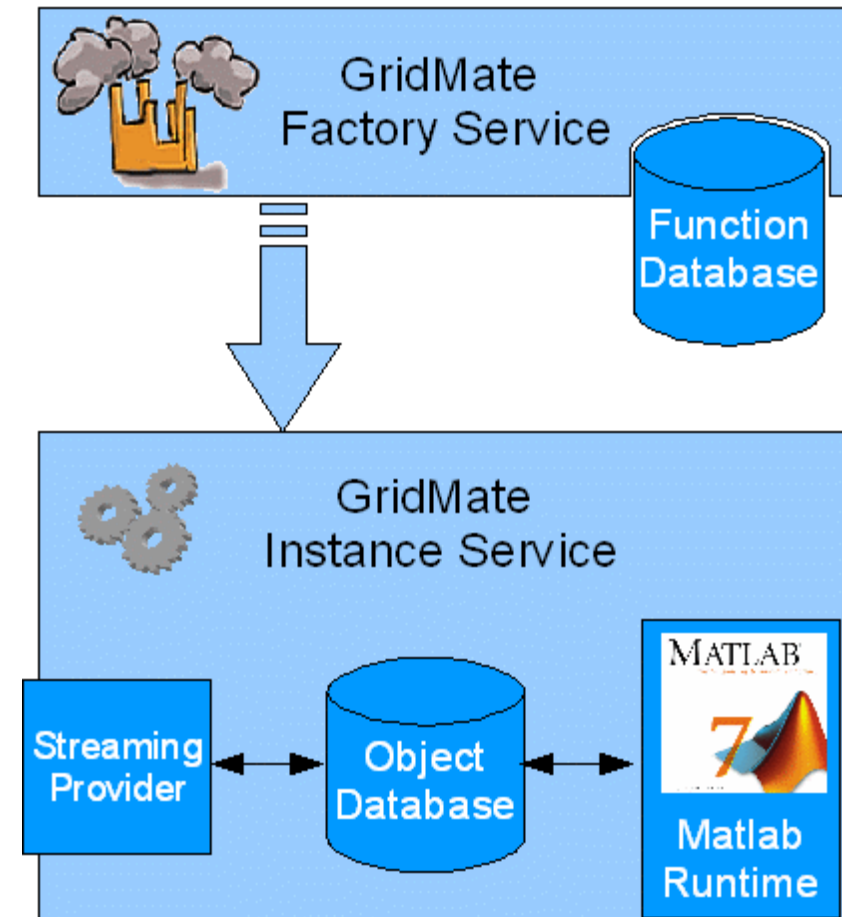 GridMate
Factory Service
Function
Database
GridMate
Instance Service
Streaming
Provider
Object
Database
MATLAB
7
Matlab
Runtime